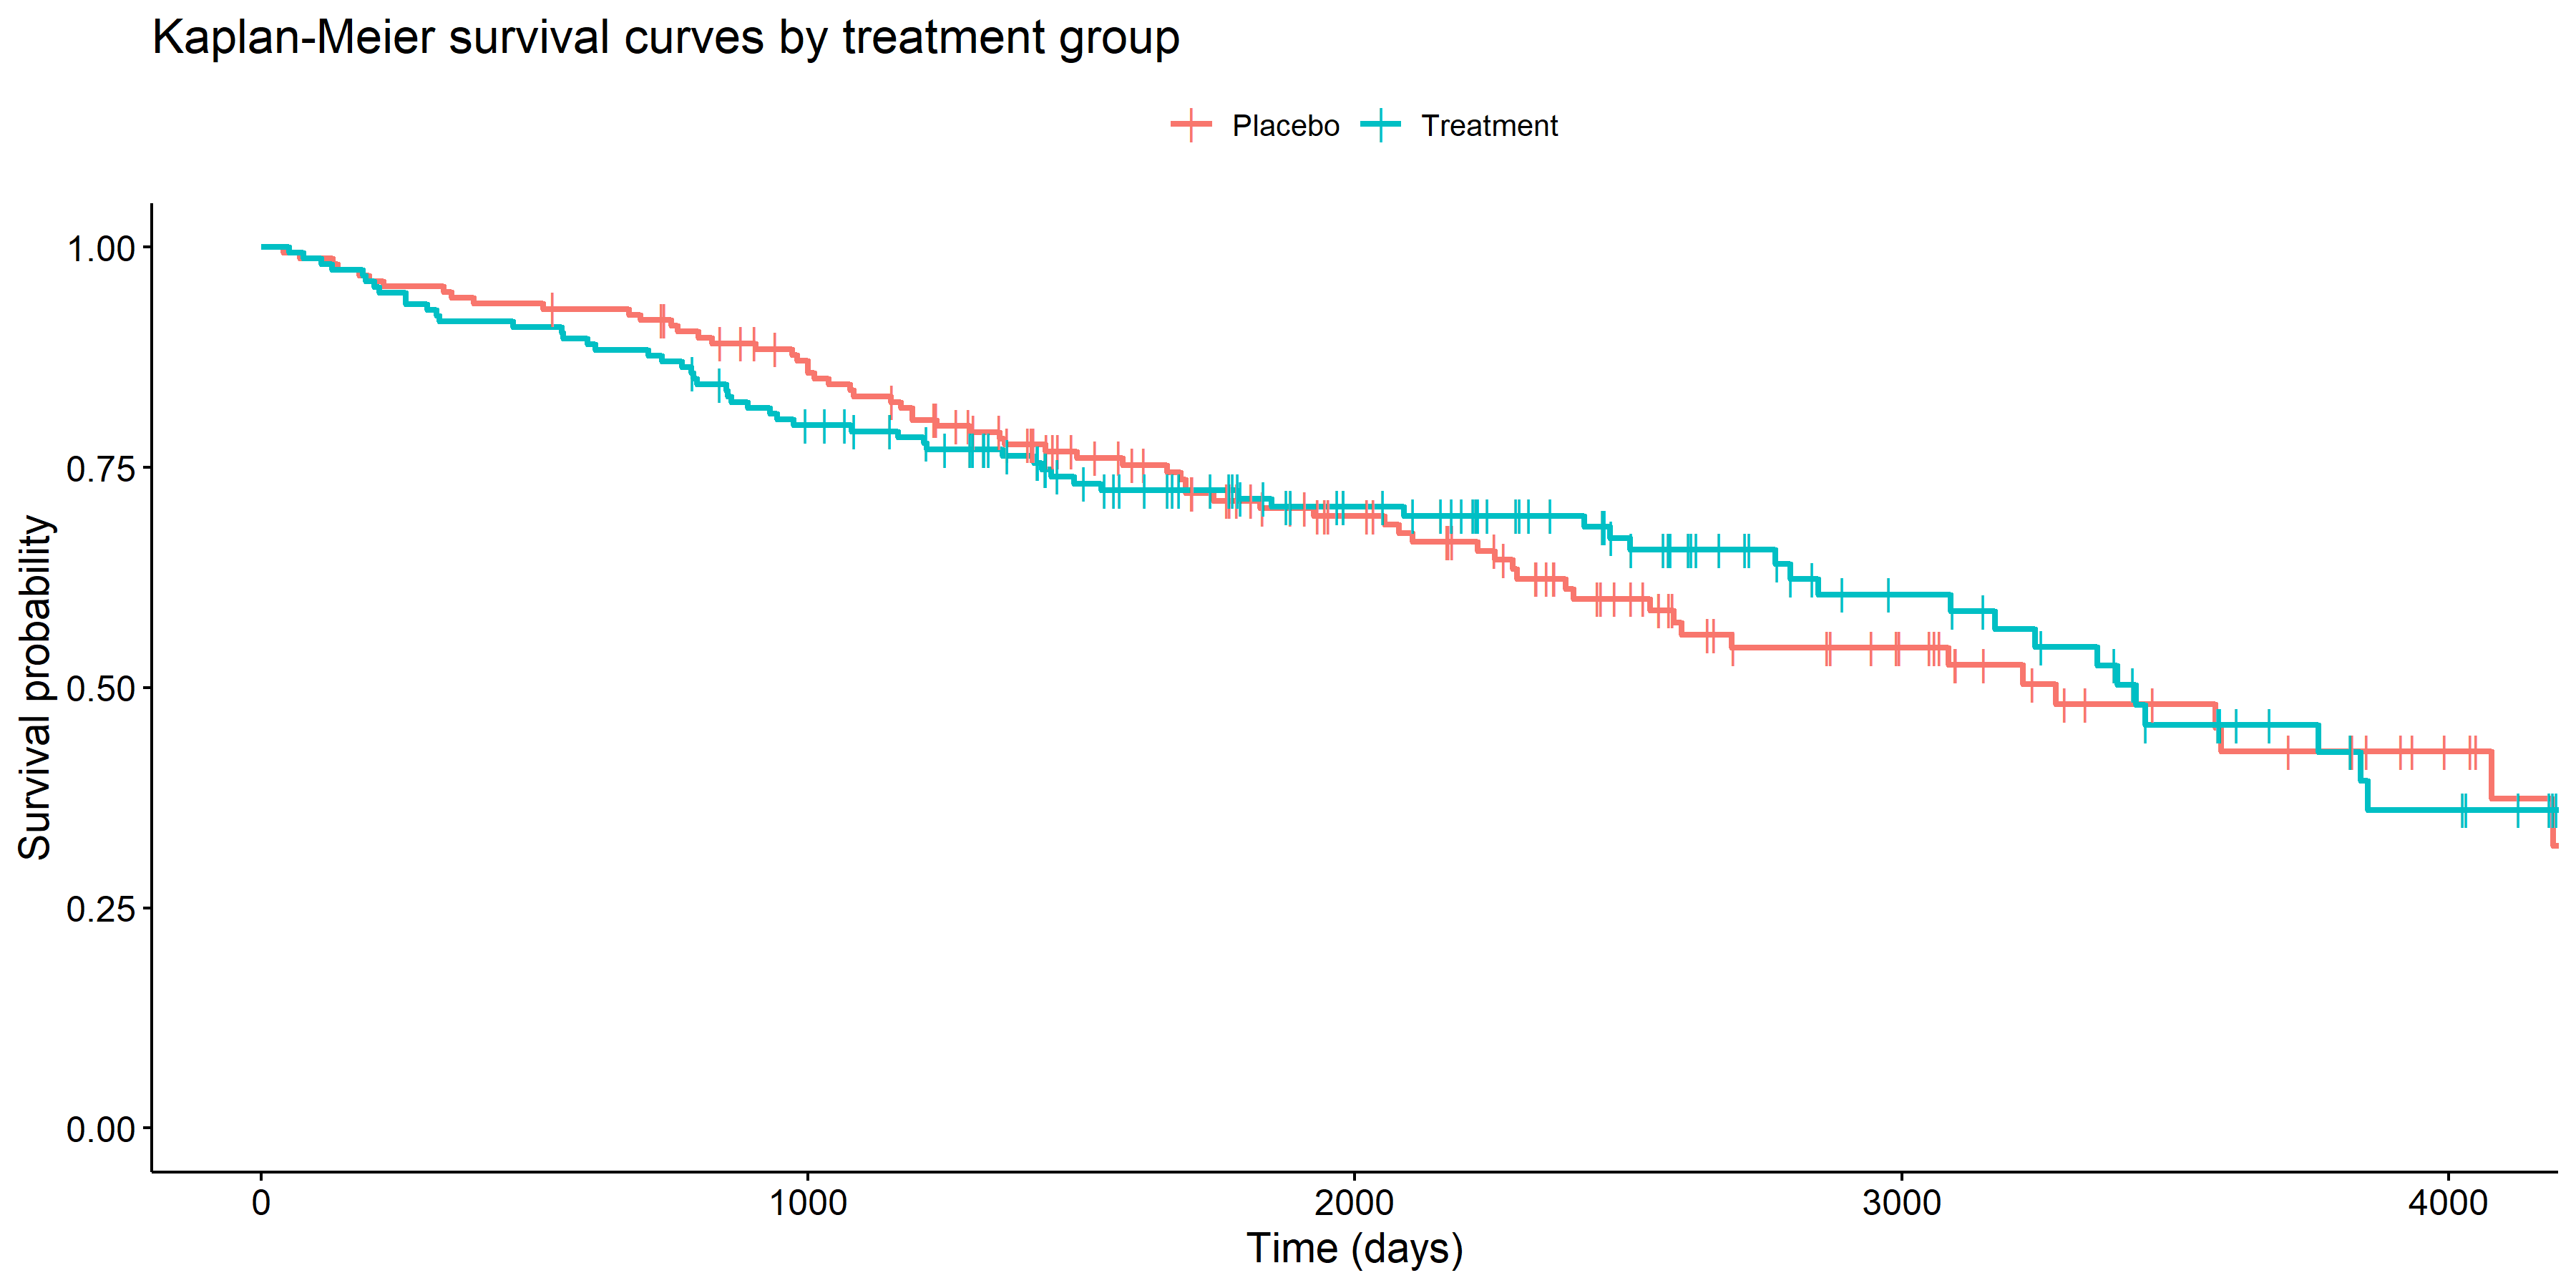 Kaplan-Meier survival curves by treatment group
Placebo Treatment
Survival probability
1.00
0.75
0.50
0.25
0.00
0 1000 2000 3000 4000
Time (days)